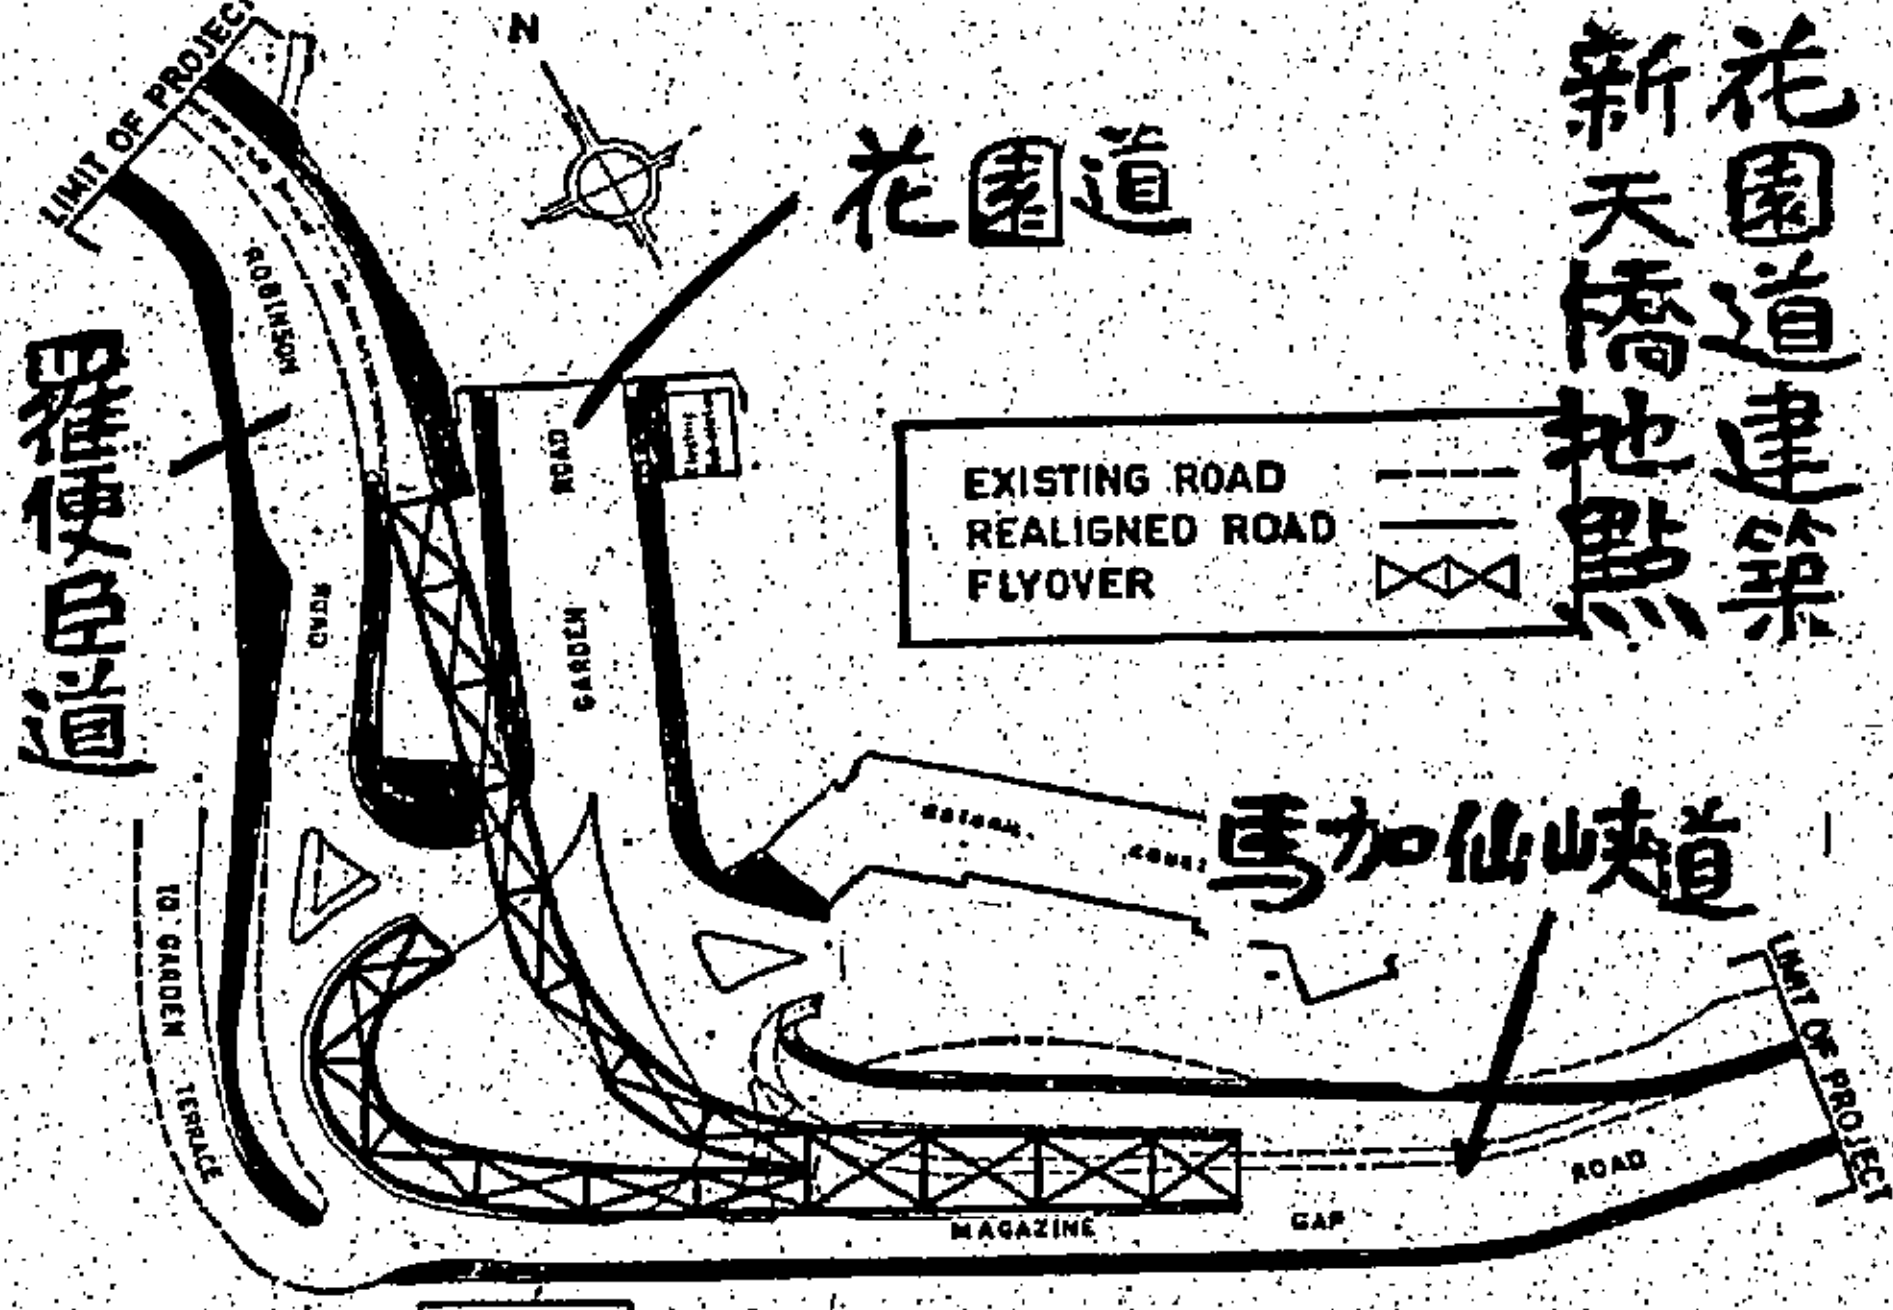 花園道建築
新天橋地點
LIMIT OF PROJECT
N
花園道
ROBINSON
ROAD
羅便臣道
ROAD
GARDEN
EXISTING ROAD
REALIGNED ROAD
FLYOVER
馬加仙峽道
TO GARDEN TERRACE
LIMIT OF PROJECT
MAGAZINE GAP ROAD